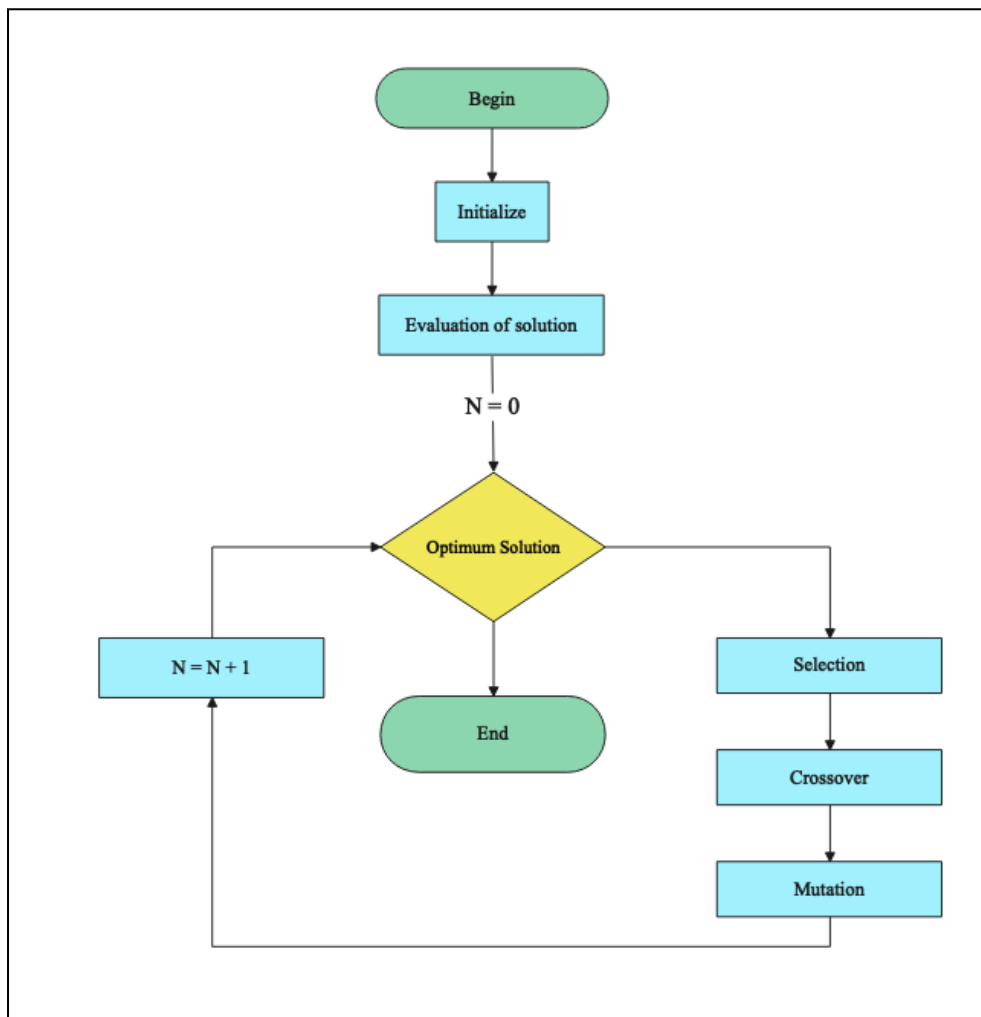 Begin
Initialize
Evaluation of solution
N = 0
Optimum Solution
N = N + 1
Selection
End
Crossover
Mutation